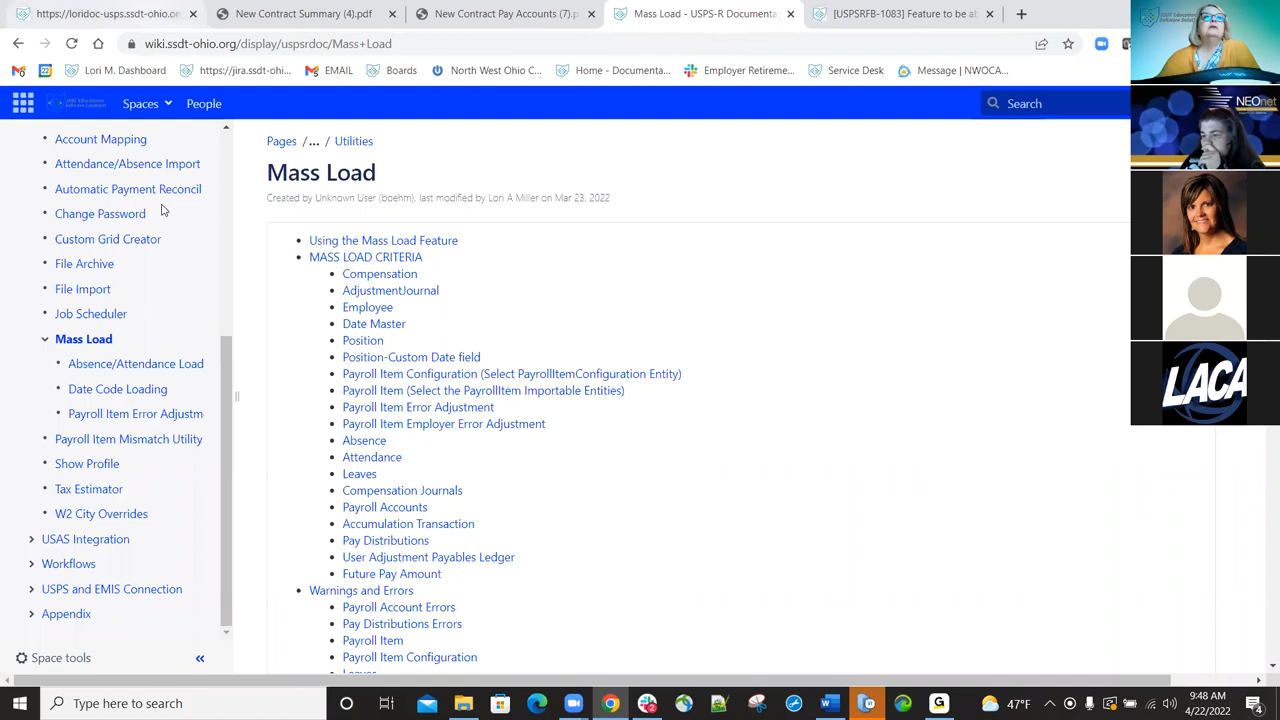 https://loridoc.ssdt-ohio.org/
New Contract Summary (4).pdf
New Contract Pay Accounts (7).p
Mass Load - USPS-R Documenta
[USPSRFB-1083] Feature to be at
wiki.ssdt-ohio.org/display/uspsrdoc/Mass+Load
Lori M. Dashboard
https://jira.ssdt-ohi...
EMAIL
Boards
North West Ohio C...
Home - Documenta...
Employer Retireme...
Service Desk
Message | NWOCA...
Spaces
People
Search
NEOnet
Account Mapping
Attendance/Absence Import
Automatic Payment Reconcil
Change Password
Custom Grid Creator
File Archive
File Import
Job Scheduler
Mass Load
Absence/Attendance Load
Date Code Loading
Payroll Item Error Adjustm
Payroll Item Mismatch Utility
Show Profile
Tax Estimator
W2 City Overrides
USAS Integration
Workflows
USPS and EMIS Connection
Appendix
Space tools
Pages /... / Utilities
Mass Load
Created by Unknown User (boehm), last modified by Lori A Miller on Mar 23, 2022
Using the Mass Load Feature
MASS LOAD CRITERIA
Compensation
AdjustmentJournal
Employee
Date Master
Position
Position-Custom Date field
Payroll Item Configuration (Select PayrollItemConfiguration Entity)
Payroll Item (Select the PayrollItem Importable Entities)
Payroll Item Error Adjustment
Payroll Item Employer Error Adjustment
Absence
Attendance
Leaves
Compensation Journals
Payroll Accounts
Accumulation Transaction
Pay Distributions
User Adjustment Payables Ledger
Future Pay Amount
Warnings and Errors
Payroll Account Errors
Pay Distributions Errors
Payroll Item
Payroll Item Configuration
Leaves
LACA
Type here to search
47°F
9:48 AM
4/22/2022